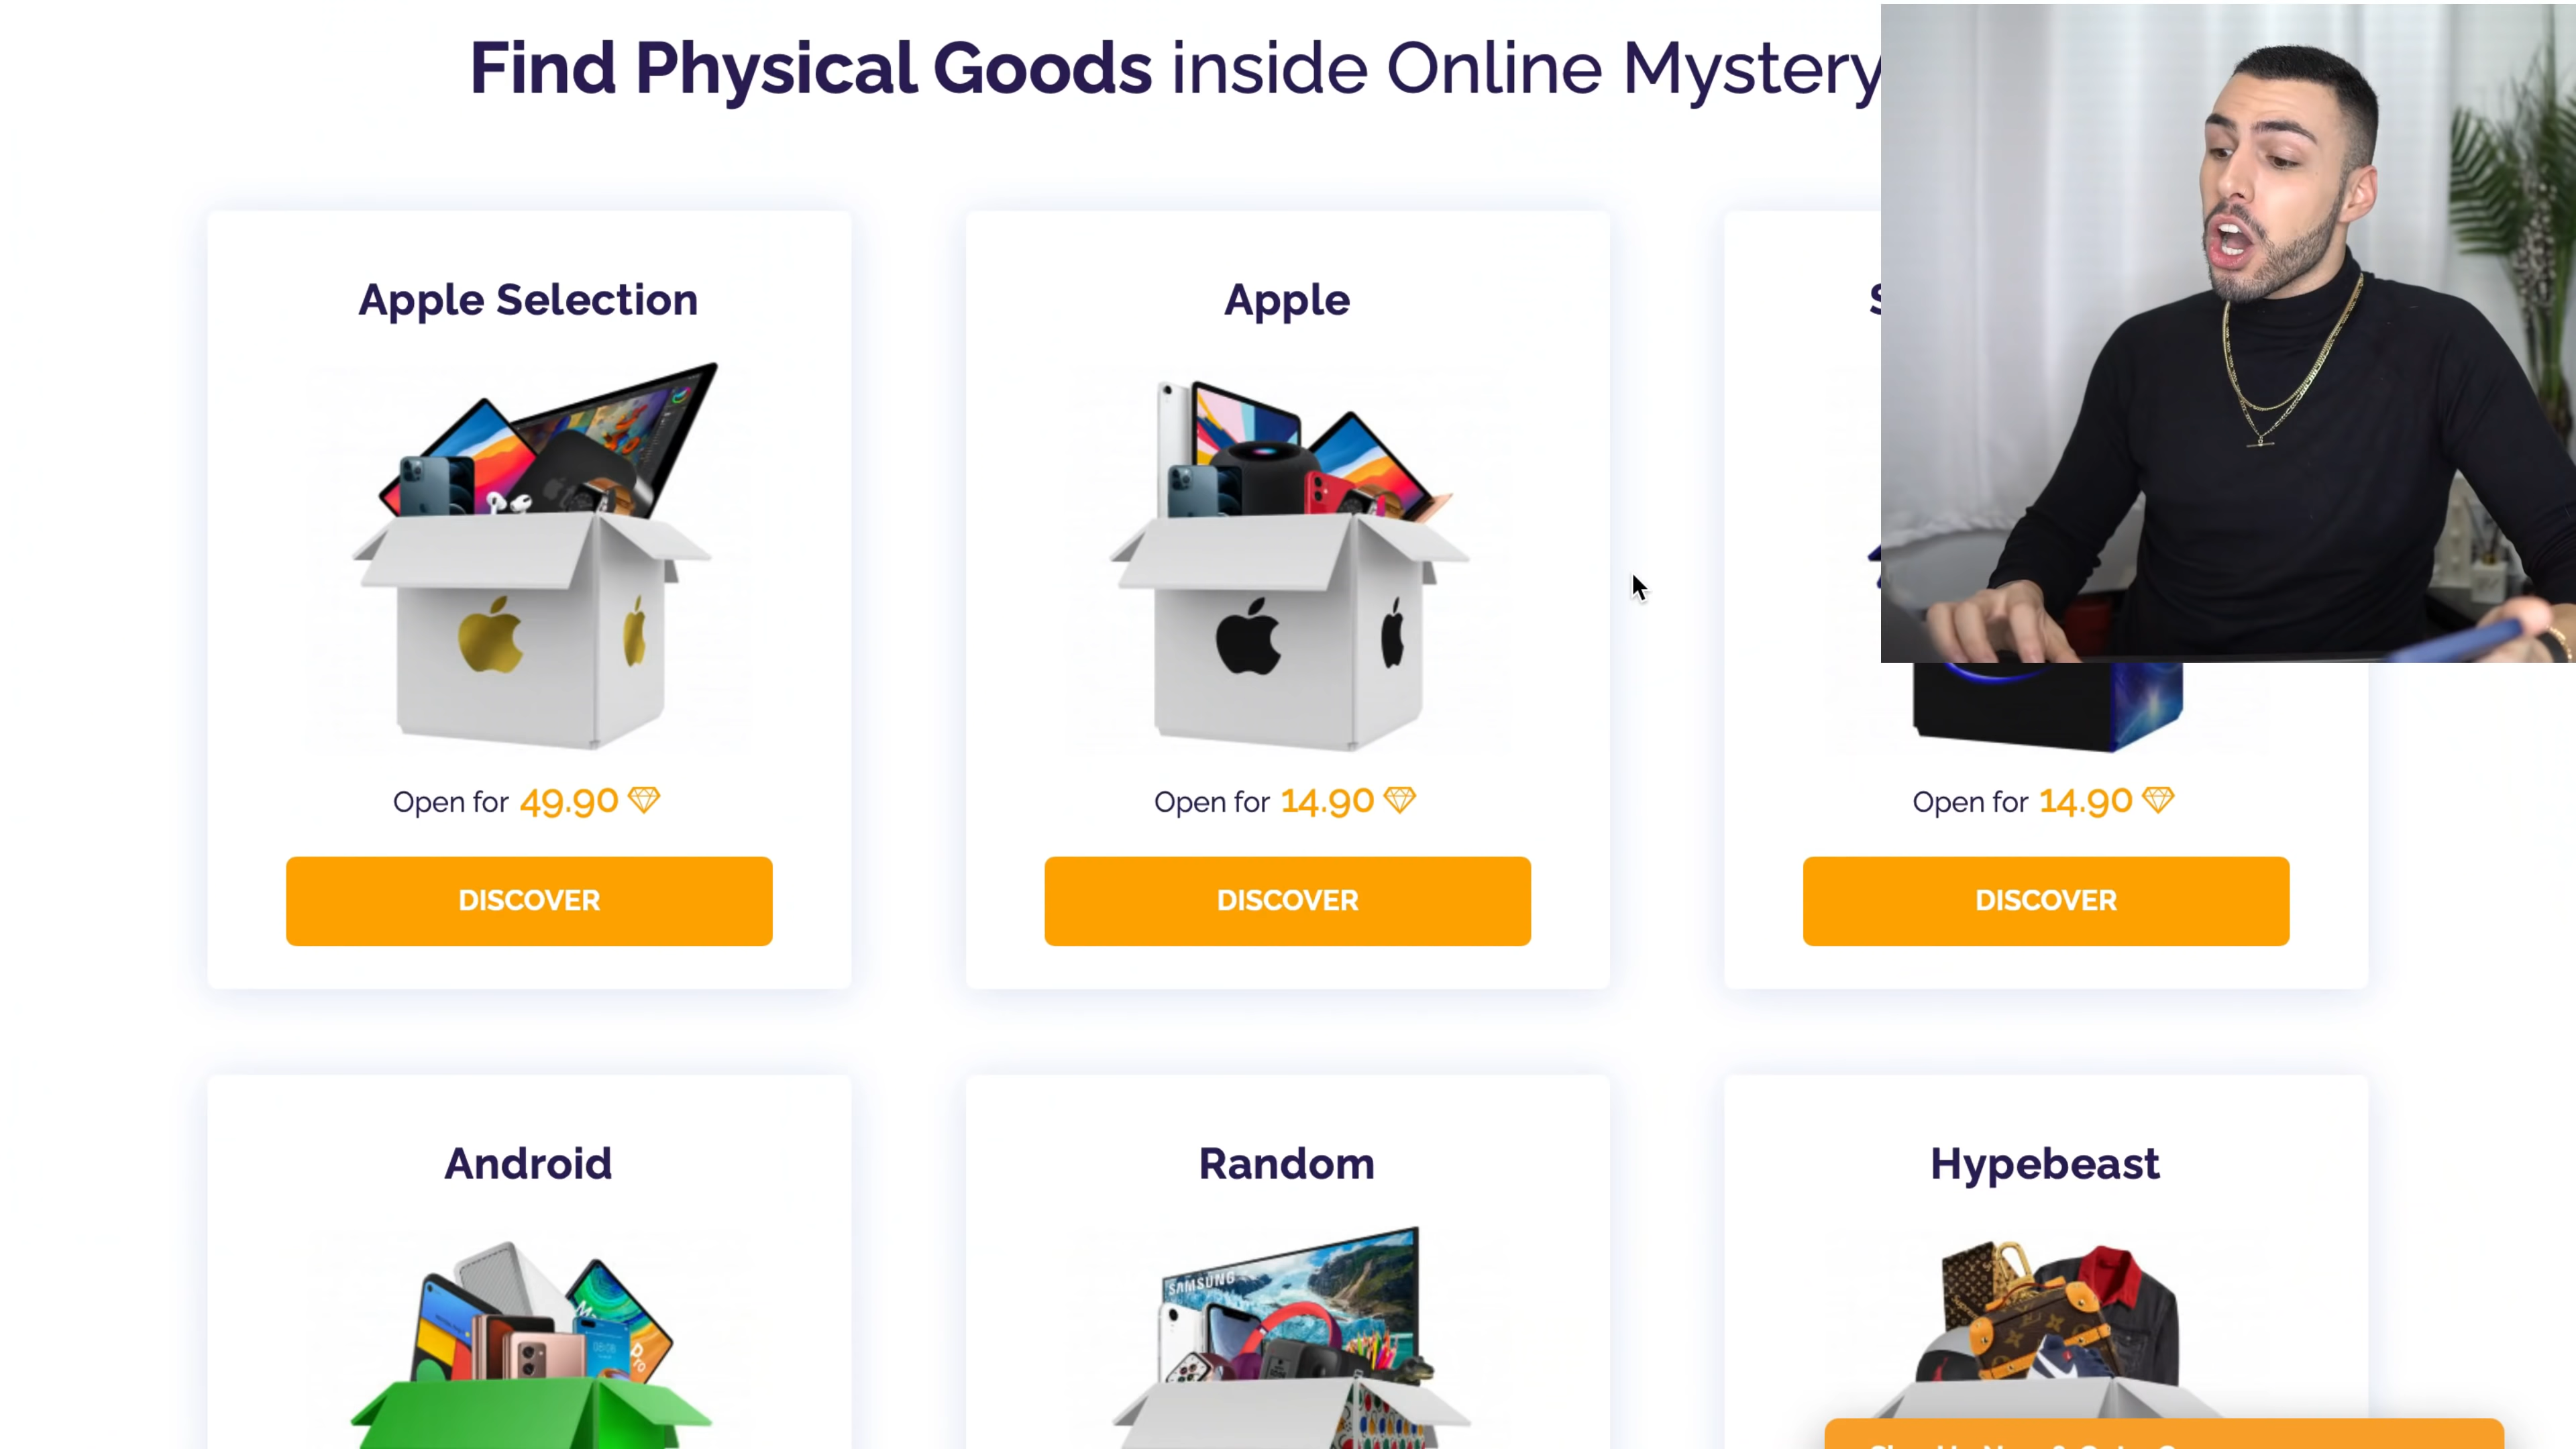 Find Physical Goods inside Online Mystery
Apple Selection
Apple
Open for 49.90
Open for 14.90
Open for 14.90
DISCOVER
DISCOVER
DISCOVER
Android
Random
Hypebeast
SAMSUNG